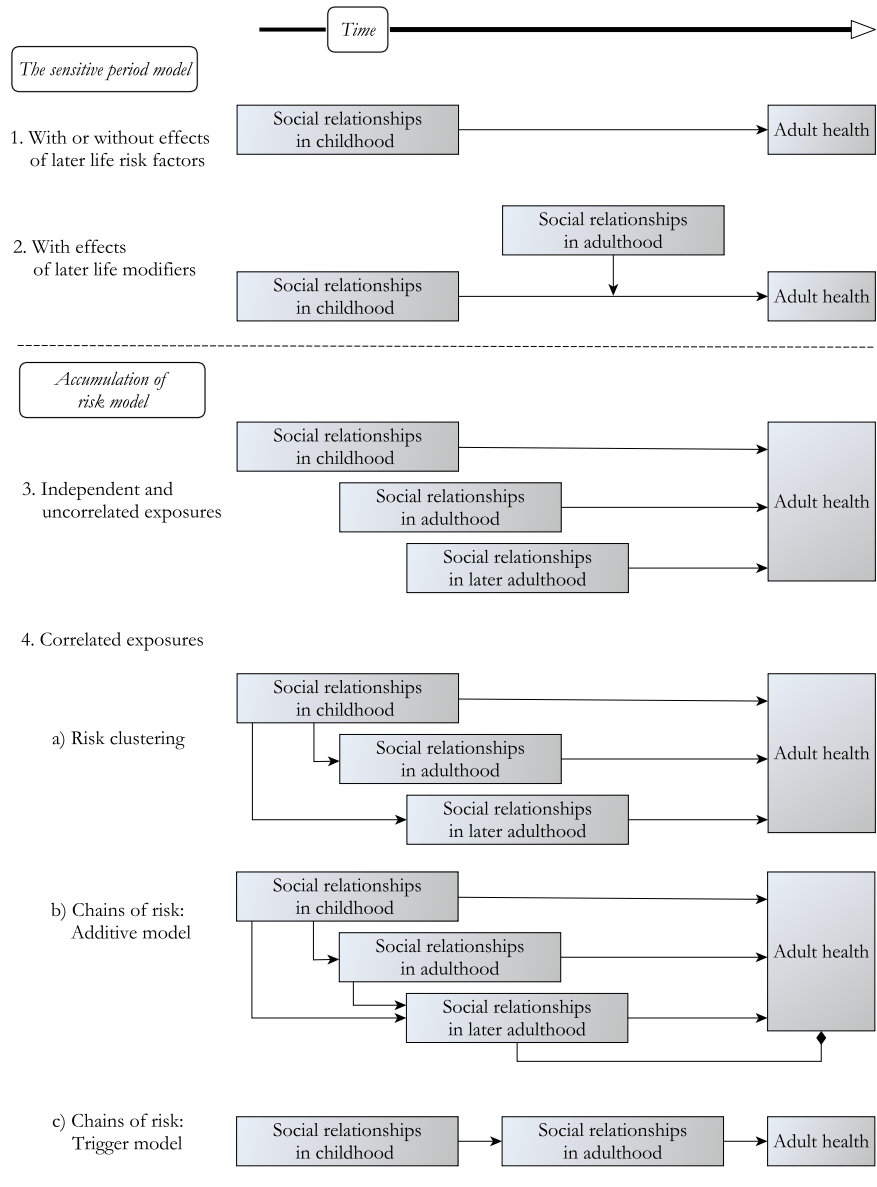 Time
The sensitive period model
1. With or without effects
of later life risk factors
Social relationships
in childhood
Adult health
2. With effects
of later life modifiers
Social relationships
in adulthood
Social relationships
in childhood
Adult health
Accumulation of
risk model
3. Independent and
uncorrelated exposures
Social relationships
in childhood
Social relationships
in adulthood
Social relationships
in later adulthood
Adult health
4. Correlated exposures
a) Risk clustering
Social relationships
in childhood
Social relationships
in adulthood
Social relationships
in later adulthood
Adult health
b) Chains of risk:
Additive model
Social relationships
in childhood
Social relationships
in adulthood
Social relationships
in later adulthood
Adult health
c) Chains of risk:
Trigger model
Social relationships
in childhood
Social relationships
in adulthood
Adult health